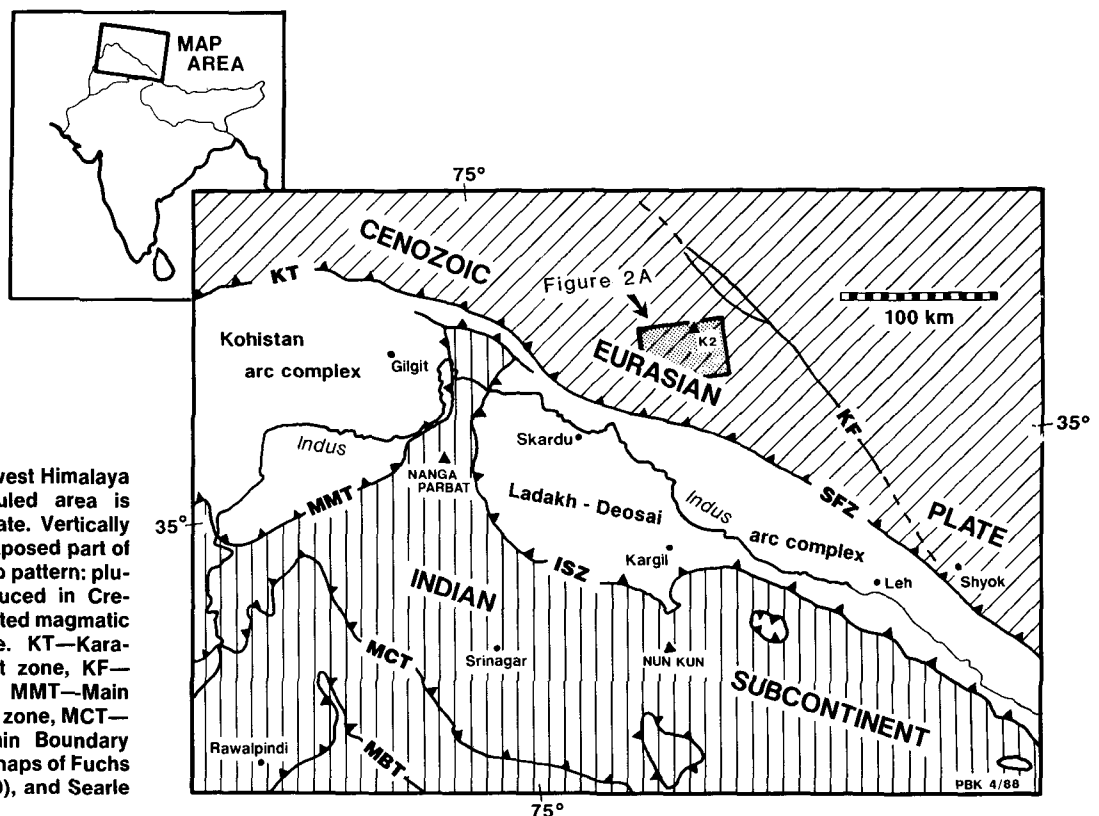 MAP
AREA
75°
CENOZOIC
KT
Figure 2A
100 km
K2
Kohistan
arc complex
Gilgit
EURASIAN
KF
35°
Indus
Skardu
NANGA
PARBAT
MMT
Ladakh - Deosai
Indus
SFZ
PLATE
35°
arc complex
Kargil
ISZ
Leh
Shyok
INDIAN
MCT
Srinagar
NUN KUN
SUBCONTINENT
Rawalpindi
MBT
PBK 4/88
75°
west Himalaya
uled area is
ate. Vertically
xposed part of
p pattern: plu-
uced in Cre-
ted magmatic
e. KT—Kara-
t zone, KF—
MMT—Main
zone, MCT—
in Boundary
naps of Fuchs
), and Searle